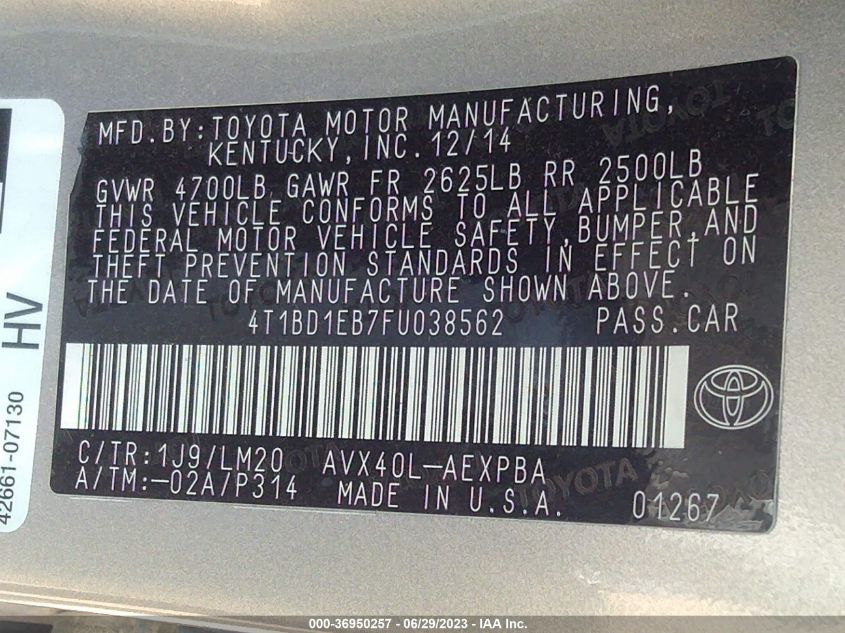 MFD.BY:TOYOTA MOTOR MANUFACTURING,
KENTUCKY,INC.12/14
GVWR 4700LB GAWR FR 2625LB RR 2500LB
THIS VEHICLE CONFORMS TO ALL APPLICABLE
FEDERAL MOTOR VEHICLE SAFETY,BUMPER,AND
THEFT PREVENTION STANDARDS IN EFFECT ON
THE DATE OF MANUFACTURE SHOWN ABOVE.
4T1BD1EB7FU038562 PASS.CAR
C/TR:1J9/LM20 AVX40L-AEXPBA
A/TM:-02A/P314 MADE IN U.S.A. 01267
HV
42661-07130
000-36950257 - 06/29/2023 - IAA Inc.